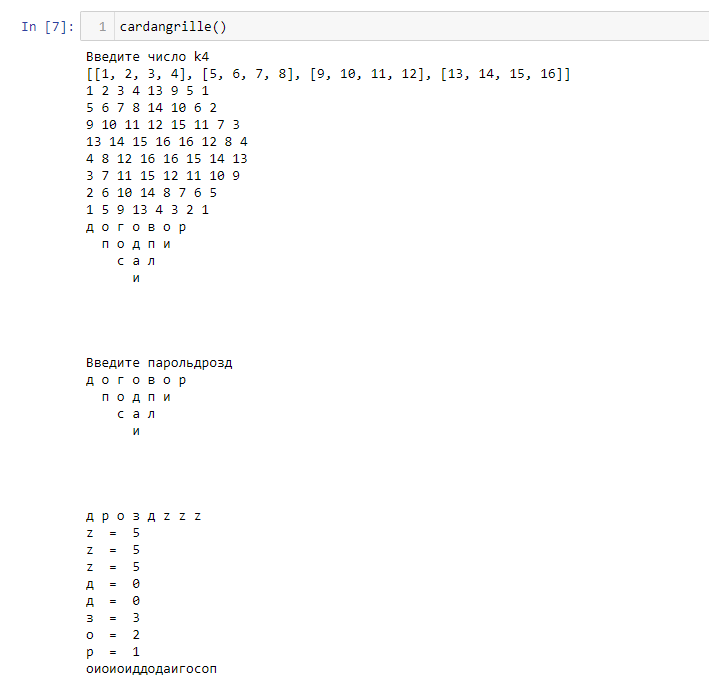 In [7]: 1 cardangrille()
Введите число k4
[[1, 2, 3, 4], [5, 6, 7, 8], [9, 10, 11, 12], [13, 14, 15, 16]]
1 2 3 4 13 9 5 1
5 6 7 8 14 10 6 2
9 10 11 12 15 11 7 3
13 14 15 16 16 12 8 4
4 8 12 16 16 15 14 13
3 7 11 15 12 11 10 9
2 6 10 14 8 7 6 5
1 5 9 13 4 3 2 1
д о г о в о р
п о д п и
с а л
и
Введите парольдрозд
д о г о в о р
п о д п и
с а л
и
д р о з д z z z
z = 5
z = 5
z = 5
д = 0
д = 0
з = 3
о = 2
р = 1
оиоиоиддодаигосоп